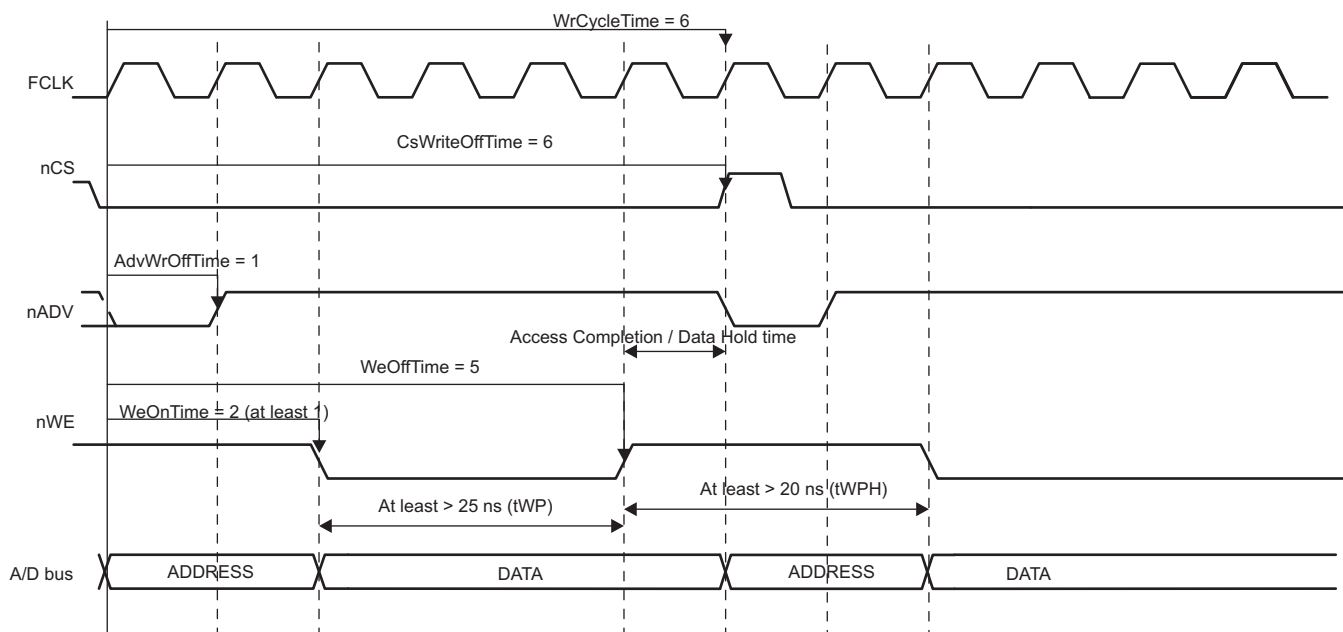 WrCycleTime = 6
FCLK
CsWriteOffTime = 6
nCS
AdvWrOffTime = 1
nADV
Access Completion / Data Hold time
WeOffTime = 5
WeOnTime = 2 (at least 1)
nWE
At least > 20 ns (tWPH)
At least > 25 ns (tWP)
A/D bus ADDRESS DATA ADDRESS DATA